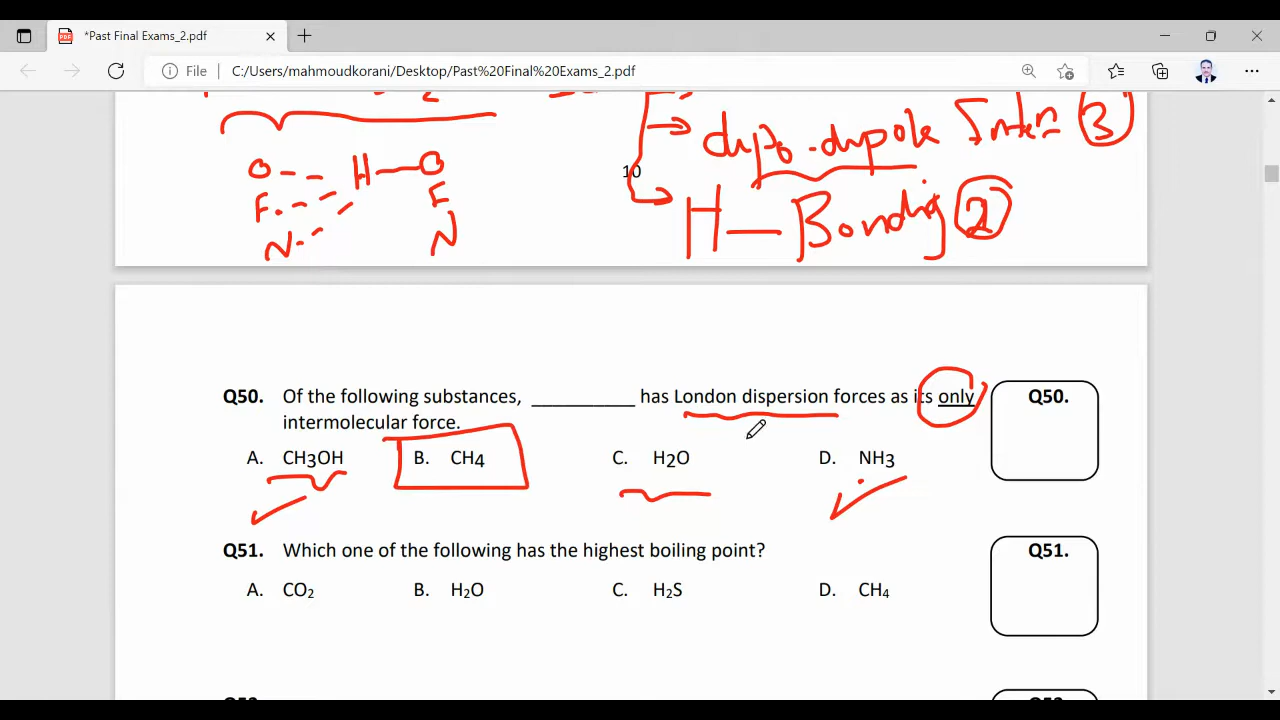 *Past Final Exams_2.pdf
File C:/Users/mahmoudkorani/Desktop/Past%20Final%20Exams_2.pdf
dipo-dipole Inter 3
10
O H O
F F
N N
H-Bonding 2
Q50. Of the following substances, __________ has London dispersion forces as its only Q50.
intermolecular force.
A. CH3OH B. CH4 C. H2O D. NH3
Q51. Which one of the following has the highest boiling point? Q51.
A. CO2 B. H2O C. H2S D. CH4